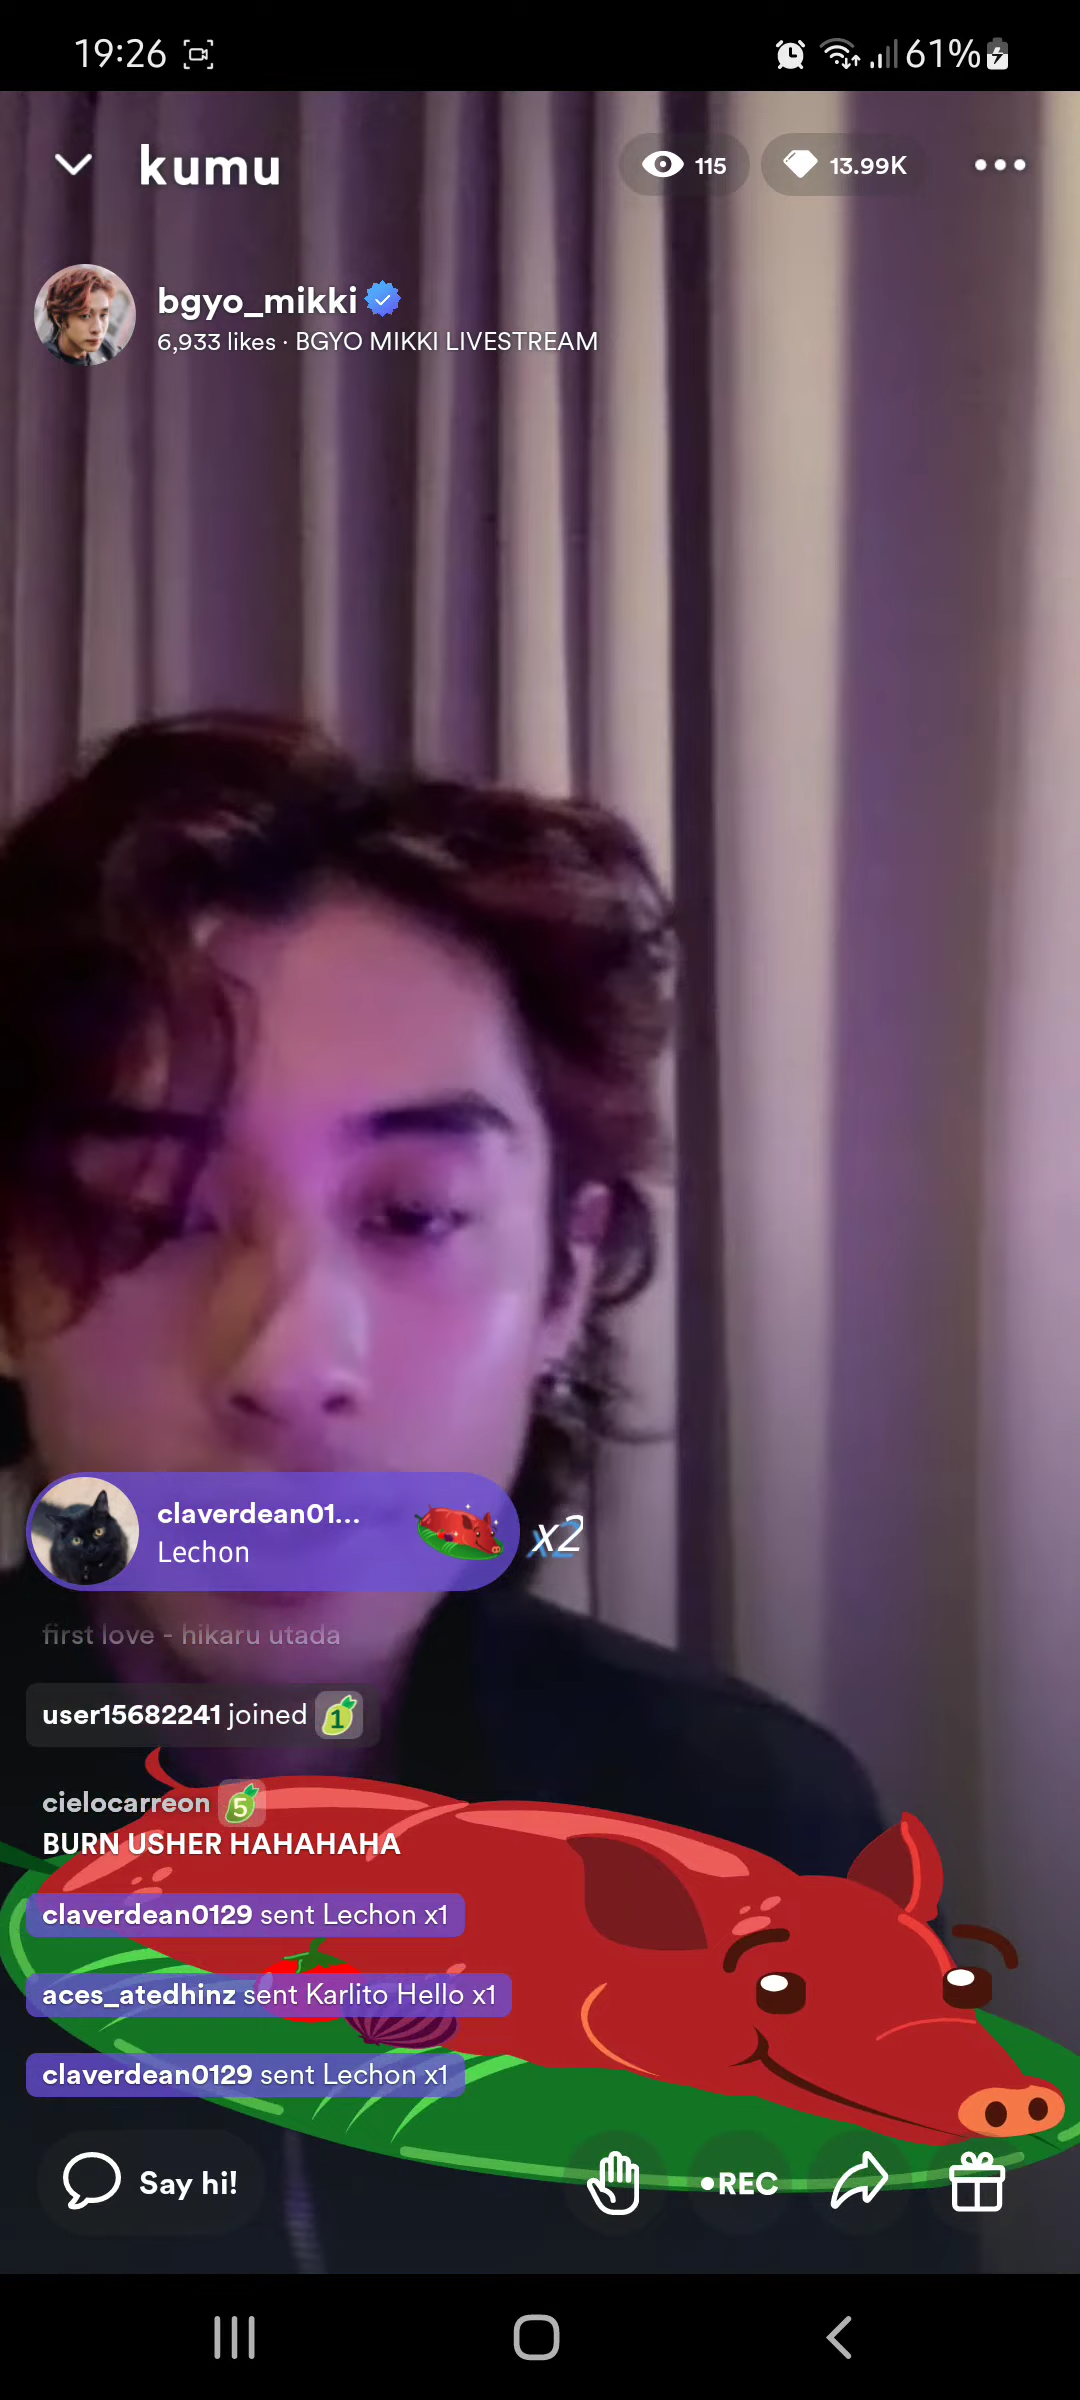 19:26
61%
kumu
115
13.99K
bgyo_mikki
6,933 likes · BGYO MIKKI LIVESTREAM
claverdean01...
Lechon
x2
first love - hikaru utada
user15682241 joined 1
cielocarreon 5
BURN USHER HAHAHAHA
claverdean0129 sent Lechon x1
aces_atedhinz sent Karlito Hello x1
claverdean0129 sent Lechon x1
Say hi!
•REC